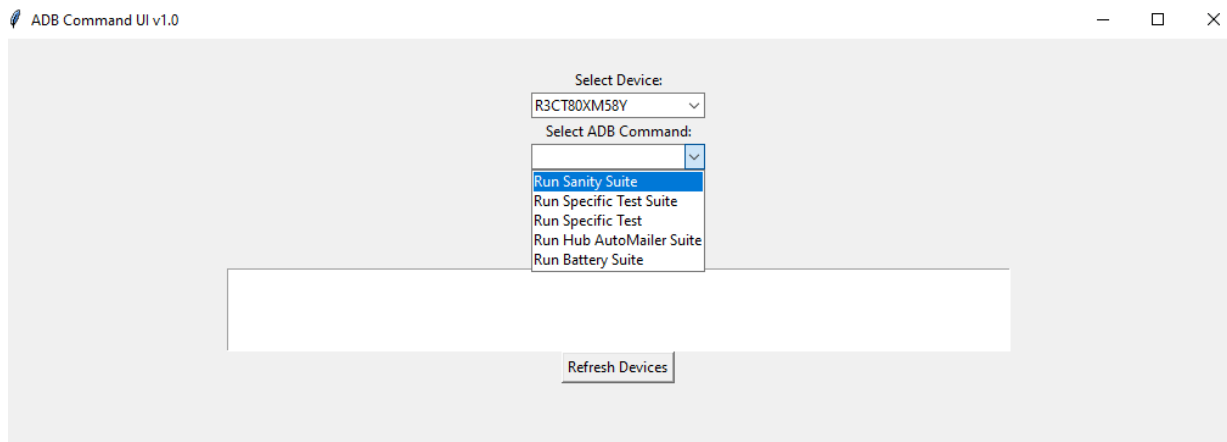 ADB Command UI v1.0
Select Device:
R3CT80XM58Y
Select ADB Command:
Run Sanity Suite
Run Specific Test Suite
Run Specific Test
Run Hub AutoMailer Suite
Run Battery Suite
Refresh Devices